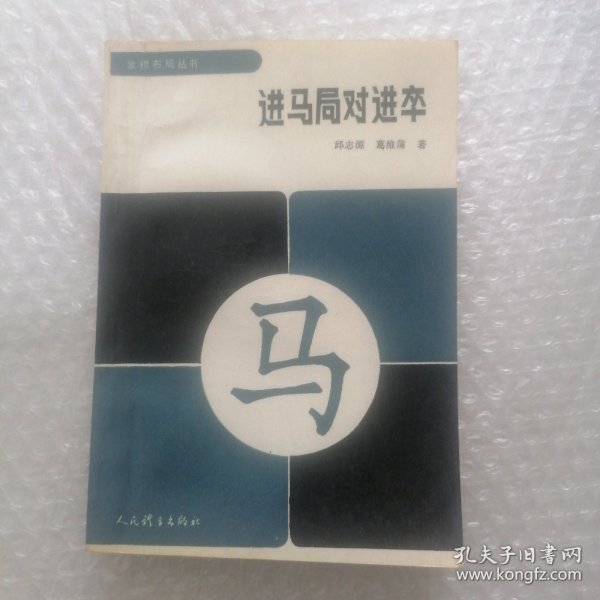 象棋布局丛书
进马局对进卒
邱志源 葛维蒲 著
马
人民体育出版社
孔夫子旧书网
www.kongfz.com